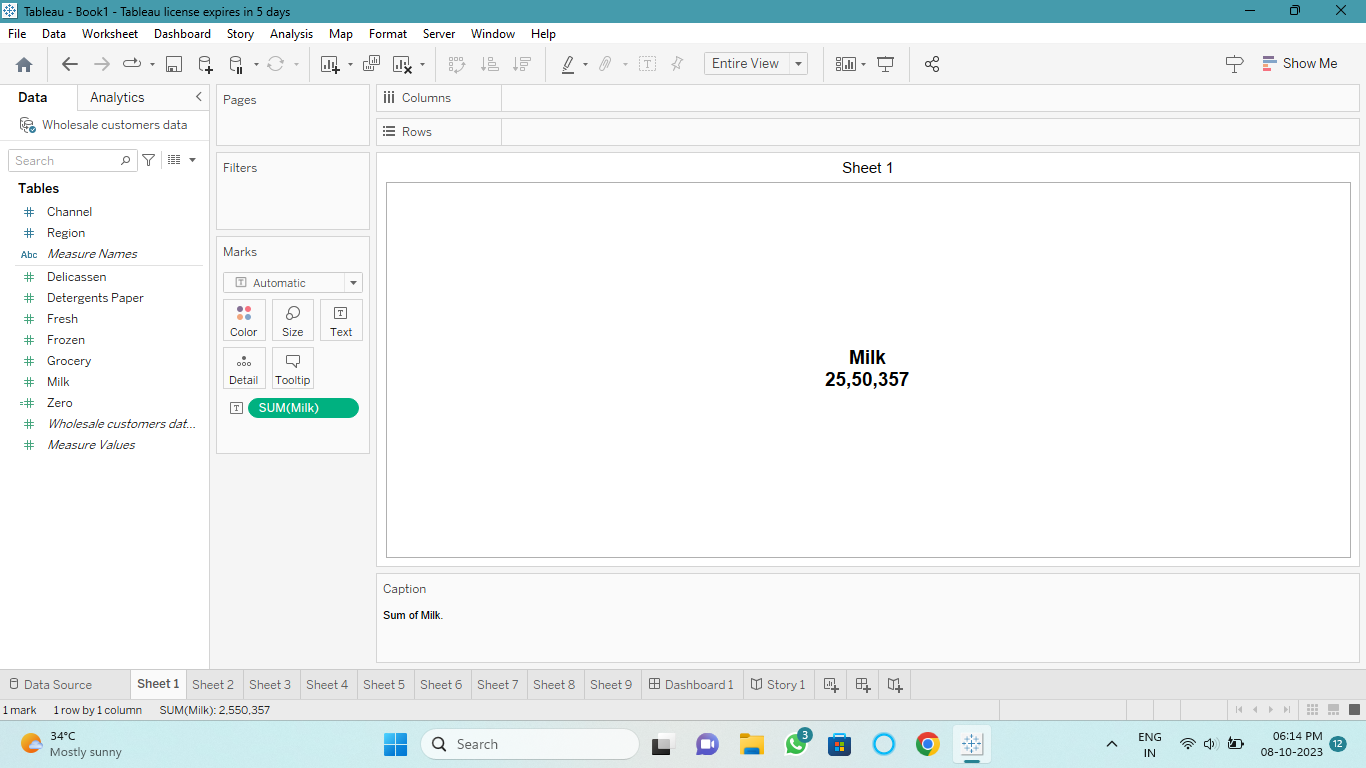 Tableau - Book1 - Tableau license expires in 5 days
File Data Worksheet Dashboard Story Analysis Map Format Server Window Help
Entire View
Show Me
Data Analytics
Wholesale customers data
Search
Tables
Channel
Region
Abc Measure Names
Delicassen
Detergents Paper
Fresh
Frozen
Grocery
Milk
Zero
Wholesale customers dat...
Measure Values
Pages
Filters
Marks
Automatic
Color Size Text
Detail Tooltip
SUM(Milk)
Columns
Rows
Sheet 1
Milk
25,50,357
Caption
Sum of Milk.
Data Source Sheet 1 Sheet 2 Sheet 3 Sheet 4 Sheet 5 Sheet 6 Sheet 7 Sheet 8 Sheet 9 Dashboard 1 Story 1
1 mark 1 row by 1 column SUM(Milk): 2,550,357
34°C
Mostly sunny
Search
3
ENG
IN
06:14 PM
08-10-2023
12